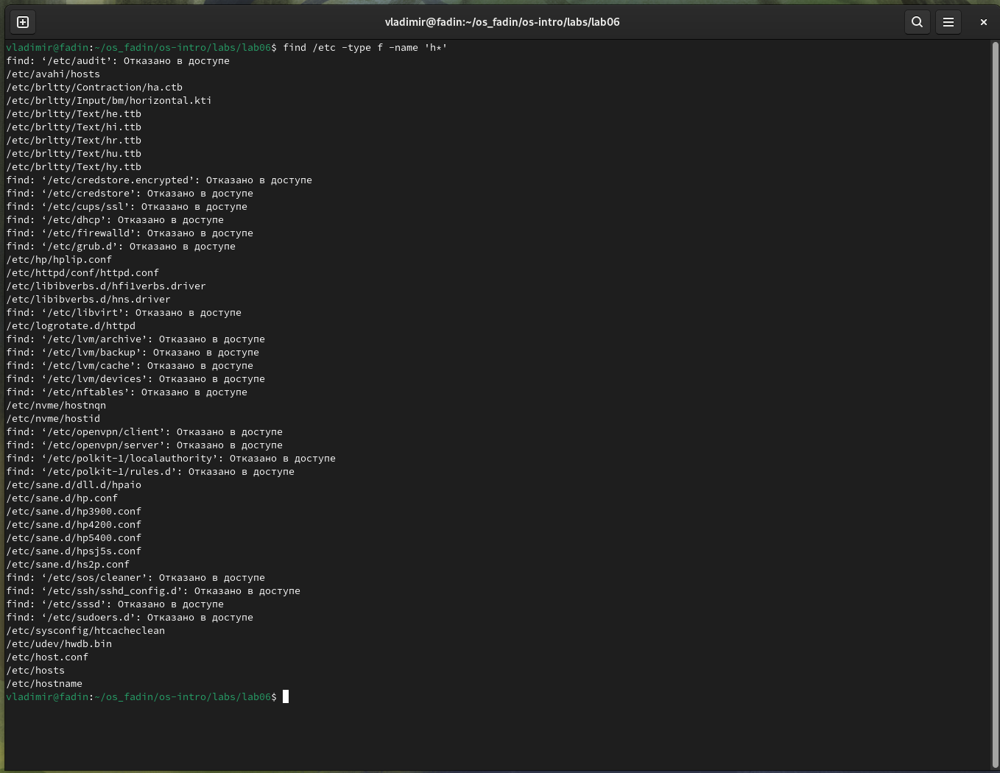 vladimir@fadin:~/os_fadin/os-intro/labs/lab06
vladimir@fadin:~/os_fadin/os-intro/labs/lab06$ find /etc -type f -name 'h*'
find: ‘/etc/audit’: Отказано в доступе
/etc/avahi/hosts
/etc/brltty/Contraction/ha.ctb
/etc/brltty/Input/bm/horizontal.kti
/etc/brltty/Text/he.ttb
/etc/brltty/Text/hi.ttb
/etc/brltty/Text/hr.ttb
/etc/brltty/Text/hu.ttb
/etc/brltty/Text/hy.ttb
find: ‘/etc/credstore.encrypted’: Отказано в доступе
find: ‘/etc/credstore’: Отказано в доступе
find: ‘/etc/cups/ssl’: Отказано в доступе
find: ‘/etc/dhcp’: Отказано в доступе
find: ‘/etc/firewalld’: Отказано в доступе
find: ‘/etc/grub.d’: Отказано в доступе
/etc/hp/hplip.conf
/etc/httpd/conf/httpd.conf
/etc/libibverbs.d/hfi1verbs.driver
/etc/libibverbs.d/hns.driver
find: ‘/etc/libvirt’: Отказано в доступе
/etc/logrotate.d/httpd
find: ‘/etc/lvm/archive’: Отказано в доступе
find: ‘/etc/lvm/backup’: Отказано в доступе
find: ‘/etc/lvm/cache’: Отказано в доступе
find: ‘/etc/lvm/devices’: Отказано в доступе
find: ‘/etc/nftables’: Отказано в доступе
/etc/nvme/hostnqn
/etc/nvme/hostid
find: ‘/etc/openvpn/client’: Отказано в доступе
find: ‘/etc/openvpn/server’: Отказано в доступе
find: ‘/etc/polkit-1/localauthority’: Отказано в доступе
find: ‘/etc/polkit-1/rules.d’: Отказано в доступе
/etc/sane.d/dll.d/hpaio
/etc/sane.d/hp.conf
/etc/sane.d/hp3900.conf
/etc/sane.d/hp4200.conf
/etc/sane.d/hp5400.conf
/etc/sane.d/hpsj5s.conf
/etc/sane.d/hs2p.conf
find: ‘/etc/sos/cleaner’: Отказано в доступе
find: ‘/etc/ssh/sshd_config.d’: Отказано в доступе
find: ‘/etc/sssd’: Отказано в доступе
find: ‘/etc/sudoers.d’: Отказано в доступе
/etc/sysconfig/htcacheclean
/etc/udev/hwdb.bin
/etc/host.conf
/etc/hosts
/etc/hostname
vladimir@fadin:~/os_fadin/os-intro/labs/lab06$